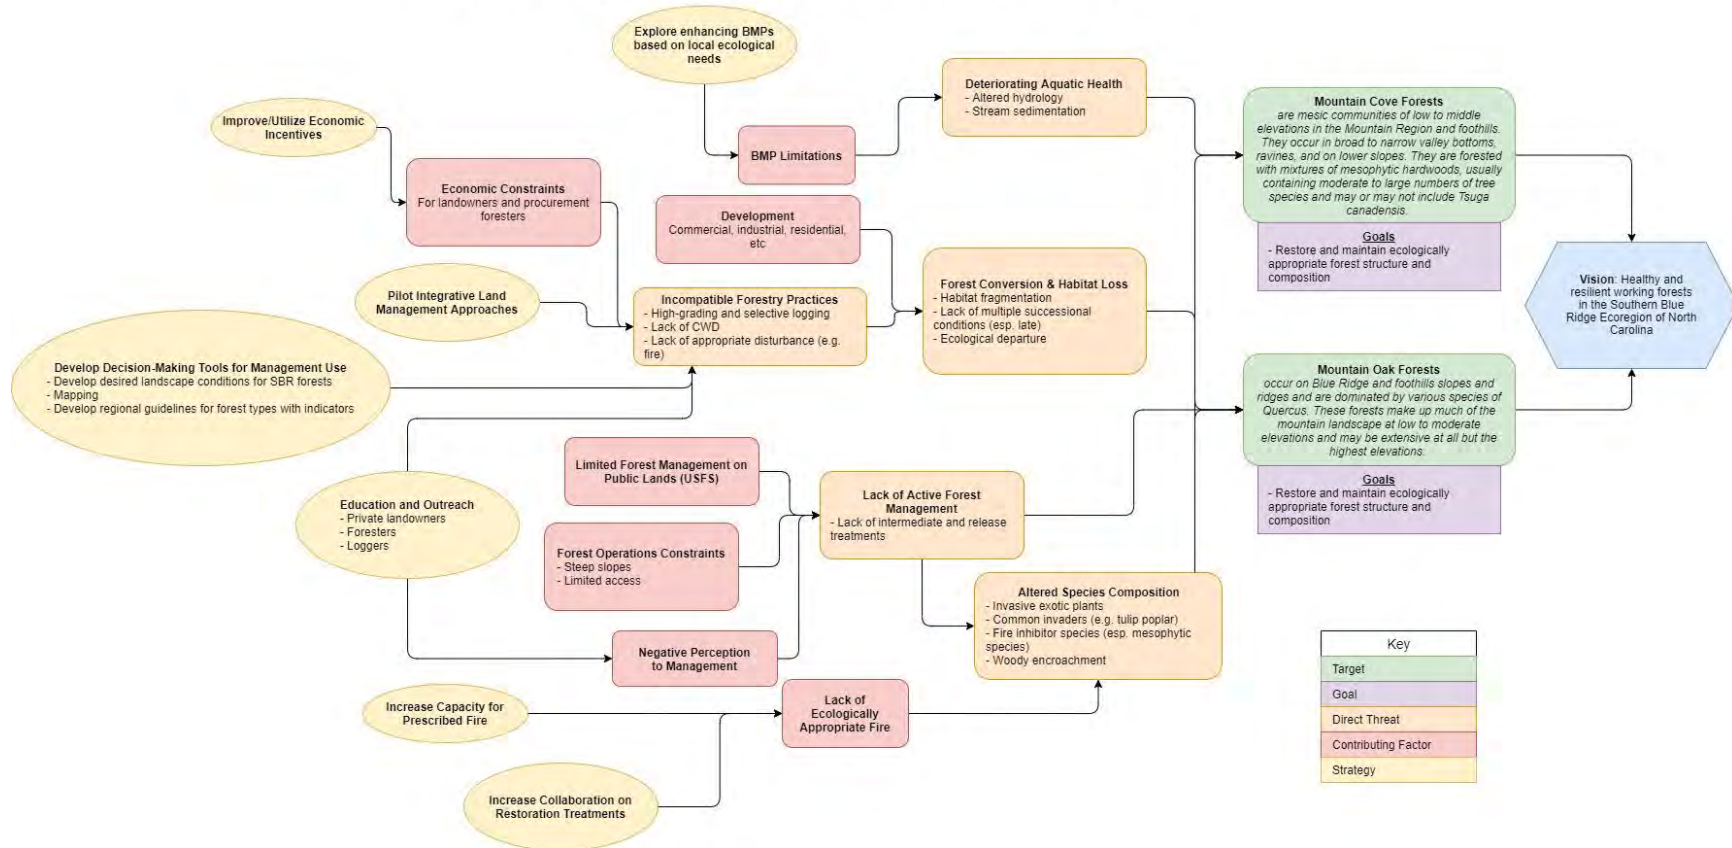 Explore enhancing BMPs
based on local ecological
needs
Improve/Utilize Economic
Incentives
Economic Constraints
For landowners and procurement
foresters
BMP Limitations
Deteriorating Aquatic Health
- Altered hydrology
- Stream sedimentation
Development
Commercial, industrial, residential,
etc
Pilot Integrative Land
Management Approaches
Incompatible Forestry Practices
- High-grading and selective logging
- Lack of CWD
- Lack of appropriate disturbance (e.g.
fire)
Forest Conversion & Habitat Loss
- Habitat fragmentation
- Lack of multiple successional
conditions (esp. late)
- Ecological departure
Develop Decision-Making Tools for Management Use
- Develop desired landscape conditions for SBR forests
- Mapping
- Develop regional guidelines for forest types with indicators
Education and Outreach
- Private landowners
- Foresters
- Loggers
Limited Forest Management on
Public Lands (USFS)
Forest Operations Constraints
- Steep slopes
- Limited access
Negative Perception
to Management
Lack of Active Forest
Management
- Lack of intermediate and release
treatments
Altered Species Composition
- Invasive exotic plants
- Common invaders (e.g. tulip poplar)
- Fire inhibitor species (esp. mesophytic
species)
- Woody encroachment
Increase Capacity for
Prescribed Fire
Lack of
Ecologically
Appropriate Fire
Increase Collaboration on
Restoration Treatments
Mountain Cove Forests
are mesic communities of low to middle
elevations in the Mountain Region and foothills.
They occur in broad to narrow valley bottoms,
ravines, and on lower slopes. They are forested
with mixtures of mesophytic hardwoods, usually
containing moderate to large numbers of tree
species and may or may not include Tsuga
canadensis.
Goals
- Restore and maintain ecologically
appropriate forest structure and
composition
Vision: Healthy and
resilient working forests
in the Southern Blue
Ridge Ecoregion of North
Carolina
Mountain Oak Forests
occur on Blue Ridge and foothills slopes and
ridges and are dominated by various species of
Quercus. These forests make up much of the
mountain landscape at low to moderate
elevations and may be extensive at all but the
highest elevations.
Goals
- Restore and maintain ecologically
appropriate forest structure and
composition
Key
Target
Goal
Direct Threat
Contributing Factor
Strategy